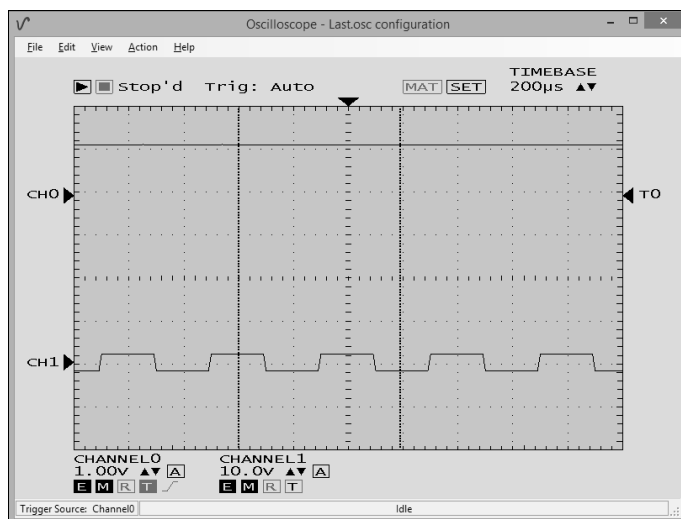 Oscilloscope - Last.osc configuration
File Edit View Action Help
Stop'd Trig: Auto MAT SET TIMEBASE
200µs
CH0 T0
CH1
CHANNEL0 CHANNEL1
1.00V A 10.0V A
E M R T E M R T
Trigger Source: Channel0 Idle